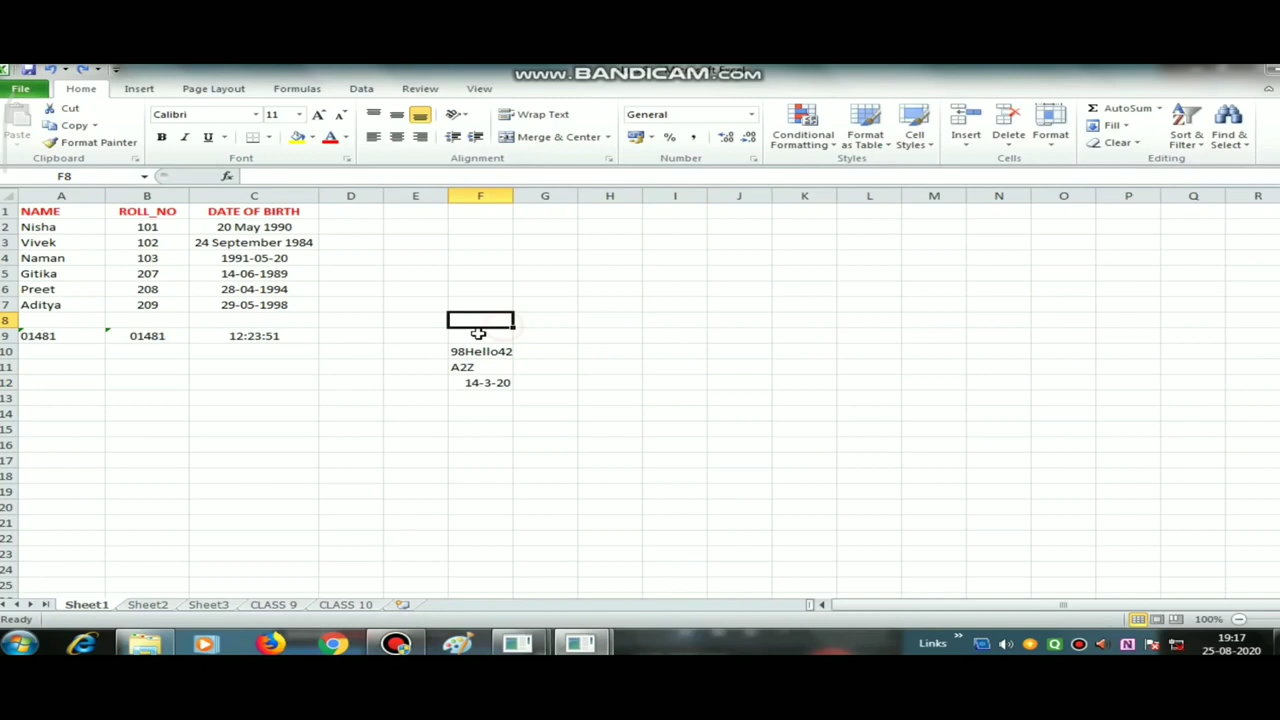 www.BANDICAM.com
File Home Insert Page Layout Formulas Data Review View
Paste Cut Calibri 11 Wrap Text General Conditional Formatting Format as Table Cell Styles Insert Delete Format AutoSum Sort & Filter Find & Select
Copy Fill
Format Painter Merge & Center Clear
Clipboard Font Alignment Number Styles Cells Editing
F8 fx
A B C D E F G H I J K L M N O P Q R
1 NAME ROLL_NO DATE OF BIRTH
2 Nisha 101 20 May 1990
3 Vivek 102 24 September 1984
4 Naman 103 1991-05-20
5 Gitika 207 14-06-1989
6 Preet 208 28-04-1994
7 Aditya 209 29-05-1998
8
9 01481 01481 12:23:51
10 98Hello42
11 A2Z
12 14-3-20
13
14
15
16
17
18
19
20
21
22
23
24
25
Sheet1 Sheet2 Sheet3 CLASS 9 CLASS 10
Ready 100%
Links 19:17
25-08-2020